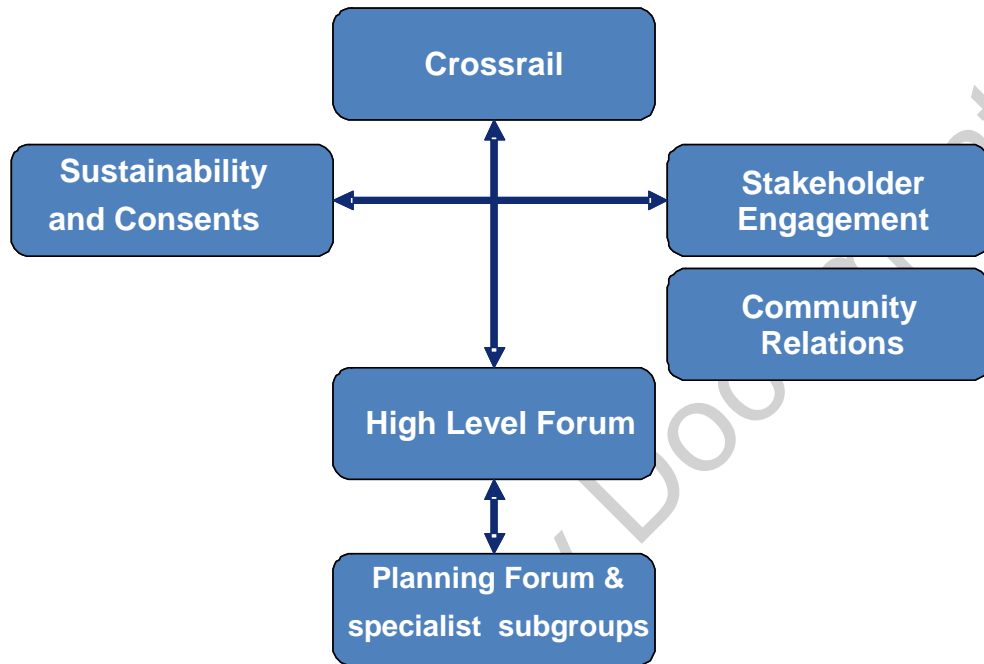 Crossrail
Sustainability
and Consents
Stakeholder
Engagement
Community
Relations
High Level Forum
Planning Forum &
specialist subgroups